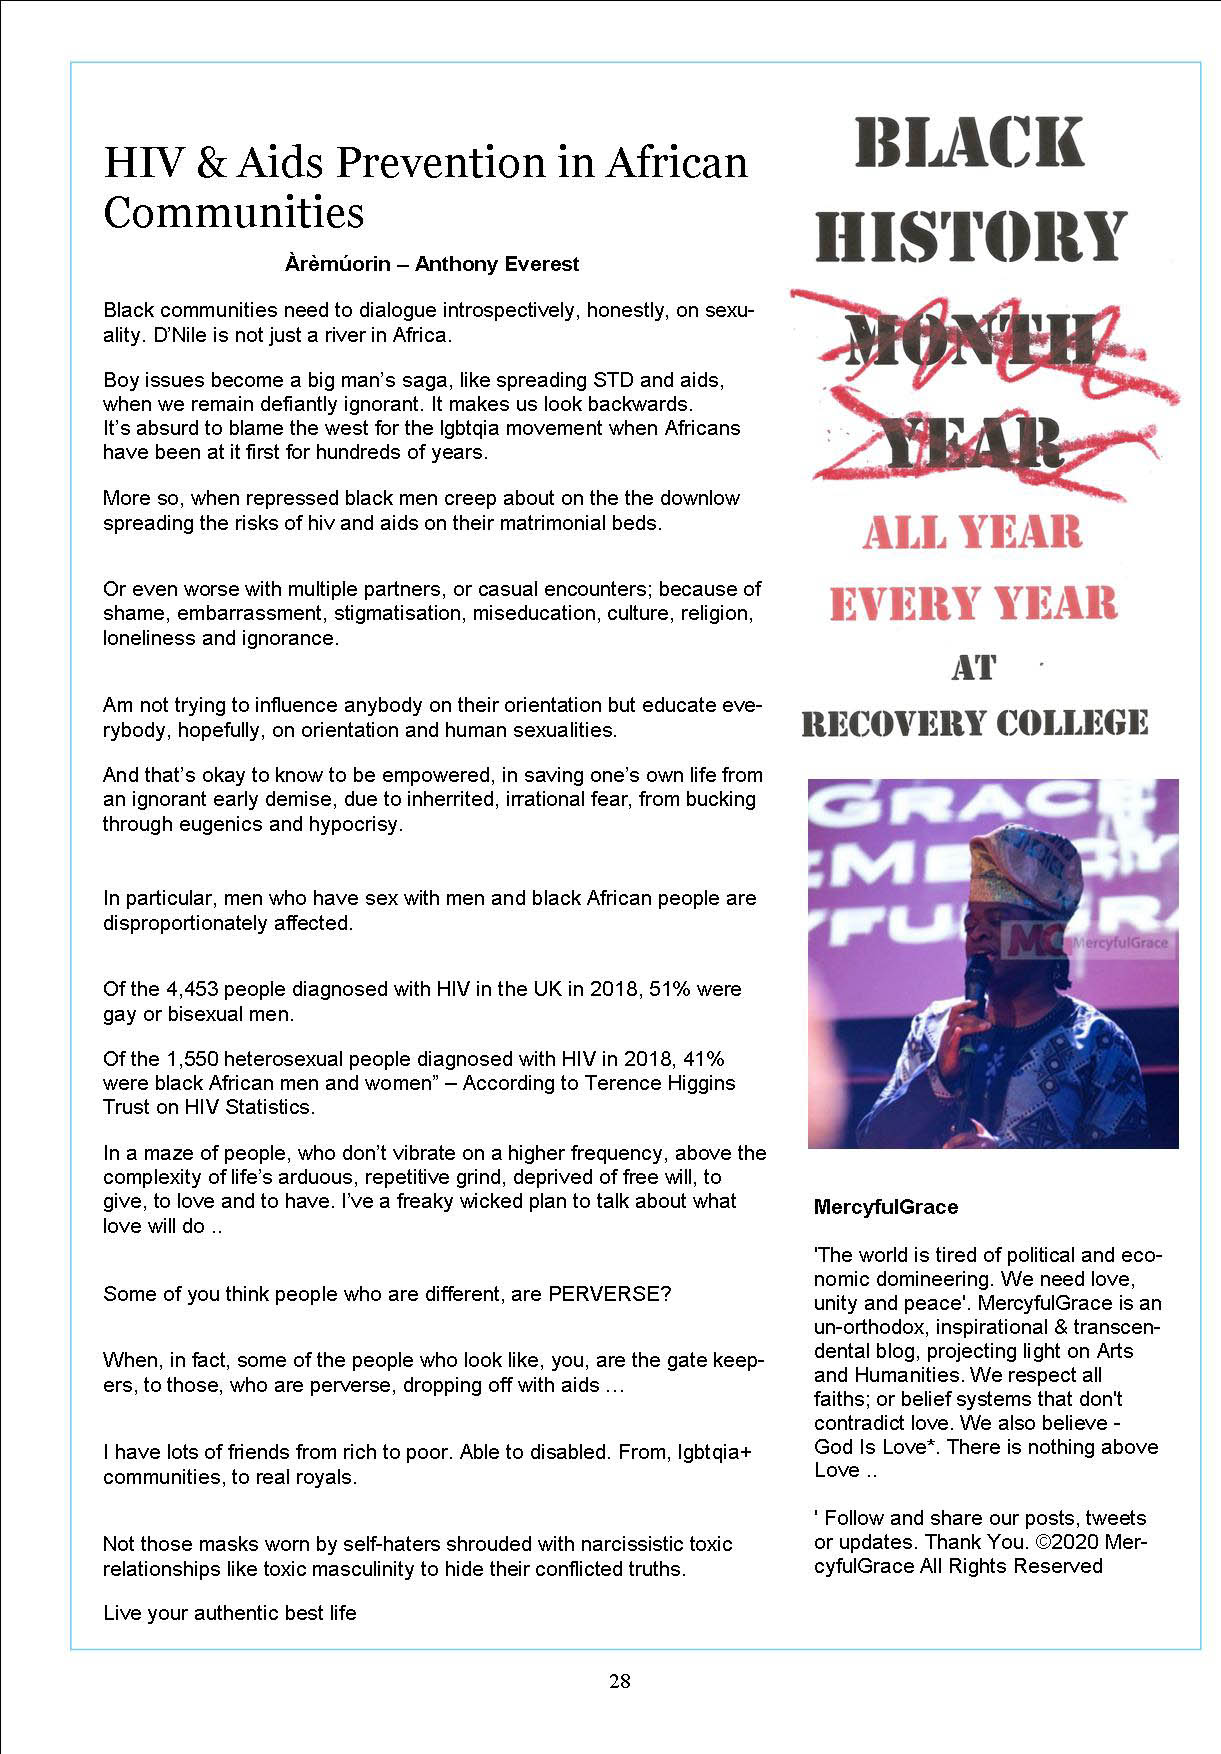 HIV & Aids Prevention in African
Communities
Àrèmúorin – Anthony Everest
Black communities need to dialogue introspectively, honestly, on sexu-
ality. D’Nile is not just a river in Africa.
Boy issues become a big man’s saga, like spreading STD and aids,
when we remain defiantly ignorant. It makes us look backwards.
It’s absurd to blame the west for the lgbtqia movement when Africans
have been at it first for hundreds of years.
More so, when repressed black men creep about on the the downlow
spreading the risks of hiv and aids on their matrimonial beds.
Or even worse with multiple partners, or casual encounters; because of
shame, embarrassment, stigmatisation, miseducation, culture, religion,
loneliness and ignorance.
Am not trying to influence anybody on their orientation but educate eve-
rybody, hopefully, on orientation and human sexualities.
And that’s okay to know to be empowered, in saving one’s own life from
an ignorant early demise, due to inherrited, irrational fear, from bucking
through eugenics and hypocrisy.
In particular, men who have sex with men and black African people are
disproportionately affected.
Of the 4,453 people diagnosed with HIV in the UK in 2018, 51% were
gay or bisexual men.
Of the 1,550 heterosexual people diagnosed with HIV in 2018, 41%
were black African men and women” – According to Terence Higgins
Trust on HIV Statistics.
In a maze of people, who don’t vibrate on a higher frequency, above the
complexity of life’s arduous, repetitive grind, deprived of free will, to
give, to love and to have. I’ve a freaky wicked plan to talk about what
love will do ..
Some of you think people who are different, are PERVERSE?
When, in fact, some of the people who look like, you, are the gate keep-
ers, to those, who are perverse, dropping off with aids …
I have lots of friends from rich to poor. Able to disabled. From, lgbtqia+
communities, to real royals.
Not those masks worn by self-haters shrouded with narcissistic toxic
relationships like toxic masculinity to hide their conflicted truths.
Live your authentic best life
BLACK
HISTORY
MONTH
YEAR
ALL YEAR
EVERY YEAR
AT
RECOVERY COLLEGE
GRACE
MERCY
YFUL GRA
MG MercyfulGrace
MercyfulGrace
'The world is tired of political and eco-
nomic domineering. We need love,
unity and peace'. MercyfulGrace is an
un-orthodox, inspirational & transcen-
dental blog, projecting light on Arts
and Humanities. We respect all
faiths; or belief systems that don't
contradict love. We also believe -
God Is Love*. There is nothing above
Love ..
' Follow and share our posts, tweets
or updates. Thank You. ©2020 Mer-
cyfulGrace All Rights Reserved
28